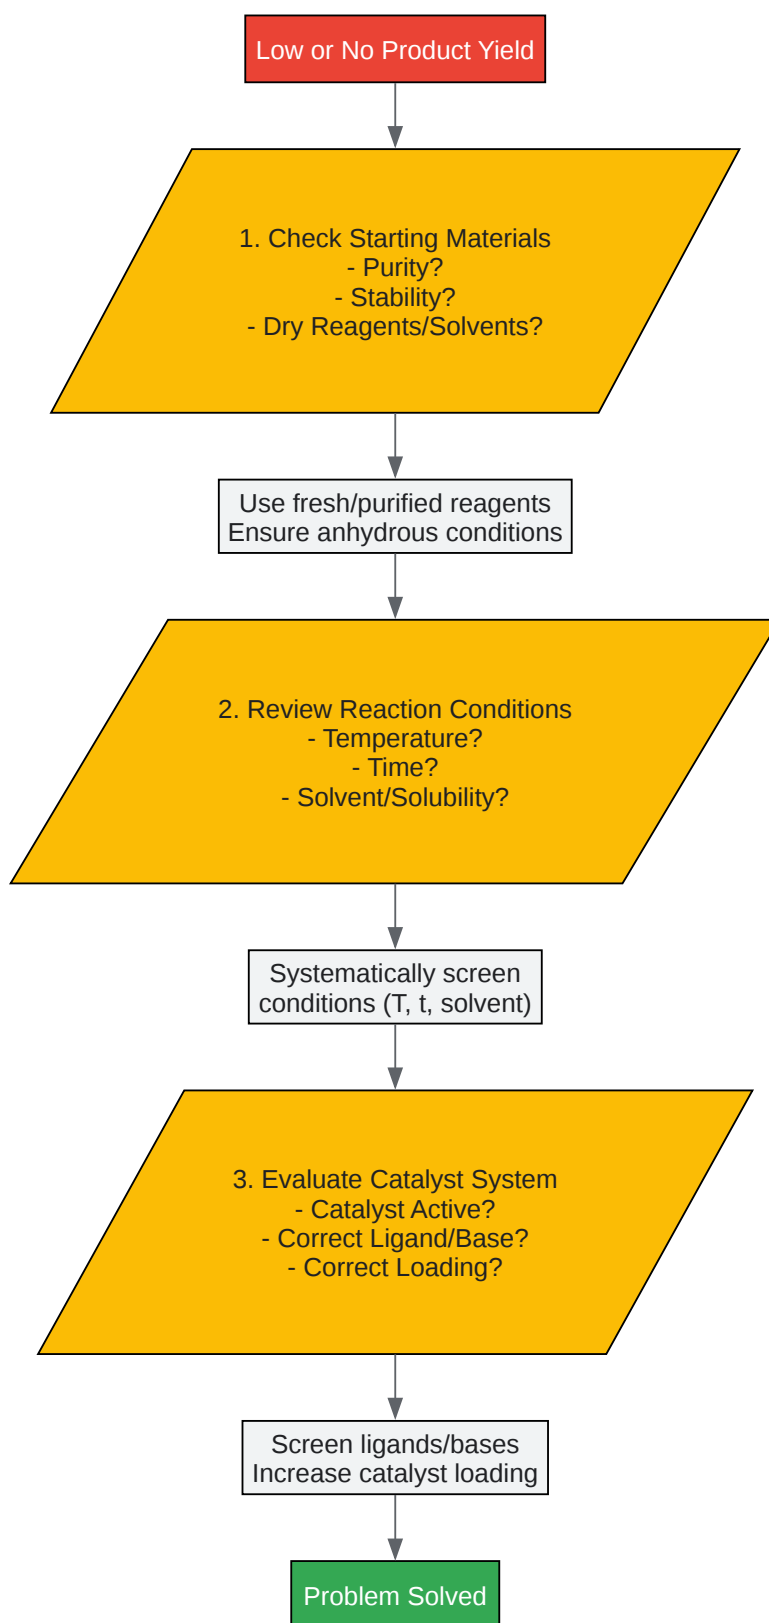 Low or No Product Yield
1. Check Starting Materials
- Purity?
- Stability?
- Dry Reagents/Solvents?
Use fresh/purified reagents
Ensure anhydrous conditions
2. Review Reaction Conditions
- Temperature?
- Time?
- Solvent/Solubility?
Systematically screen
conditions (T, t, solvent)
3. Evaluate Catalyst System
- Catalyst Active?
- Correct Ligand/Base?
- Correct Loading?
Screen ligands/bases
Increase catalyst loading
Problem Solved